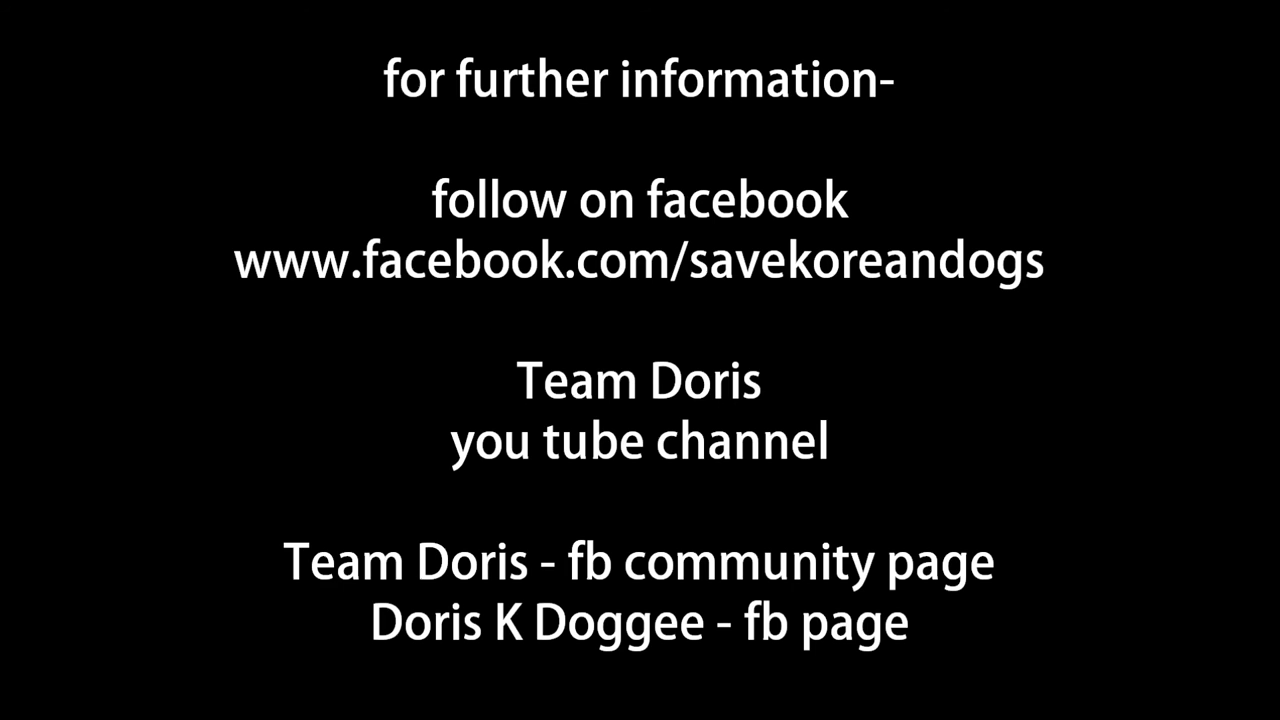 for further information-
follow on facebook
www.facebook.com/savekoreandogs
Team Doris
you tube channel
Team Doris - fb community page
Doris K Doggee - fb page